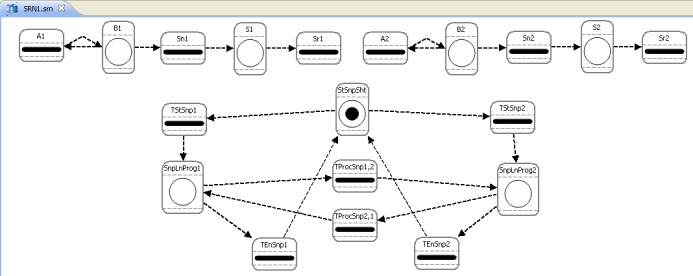 SRN1.srn
A1 B1 Sn1 S1 Sr1 A2 B2 Sn2 S2 Sr2
StSnpSht
TStSnp1 TStSnp2
SnpLnProg1 TProcSnp1,2 SnpLnProg2
TProcSnp2,1
TEnSnp1 TEnSnp2